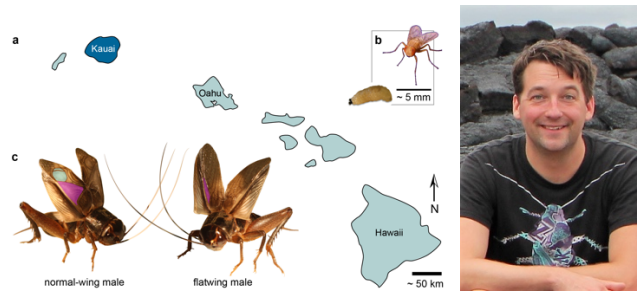 a
Kauai
b
Oahu
~ 5 mm
c
N
Hawaii
normal-wing male
flatwing male
~ 50 km